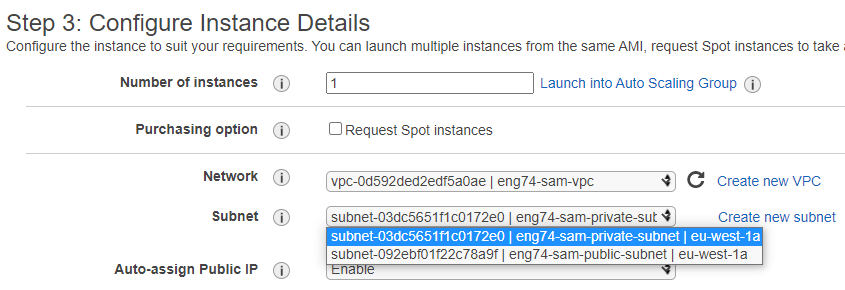 Step 3: Configure Instance Details
Configure the instance to suit your requirements. You can launch multiple instances from the same AMI, request Spot instances to take
Number of instances i 1 Launch into Auto Scaling Group i
Purchasing option i Request Spot instances
Network i vpc-0d592ded2edf5a0ae | eng74-sam-vpc Create new VPC
Subnet i subnet-03dc5651f1c0172e0 | eng74-sam-private-sub Create new subnet
subnet-03dc5651f1c0172e0 | eng74-sam-private-subnet | eu-west-1a
subnet-092ebf01f22c78a9f | eng74-sam-public-subnet | eu-west-1a
Auto-assign Public IP i Enable